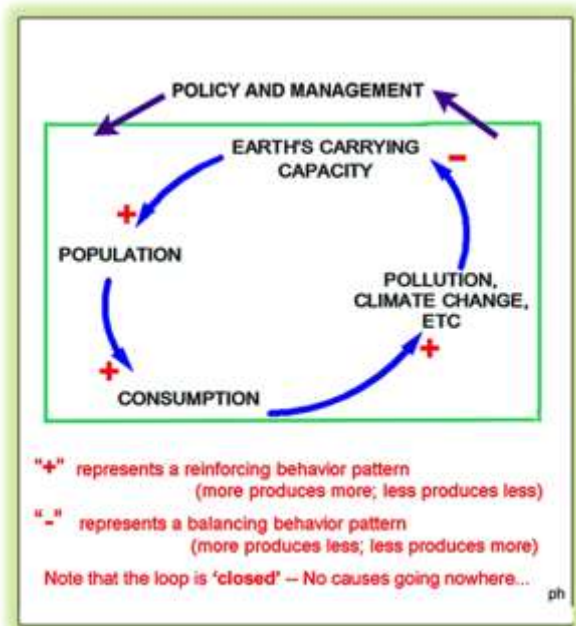 POLICY AND MANAGEMENT
EARTH'S CARRYING
CAPACITY
-
+
POPULATION
POLLUTION,
CLIMATE CHANGE,
ETC
+
+
CONSUMPTION
"+" represents a reinforcing behavior pattern
(more produces more; less produces less)
"-" represents a balancing behavior pattern
(more produces less; less produces more)
Note that the loop is 'closed' -- No causes going nowhere...
ph